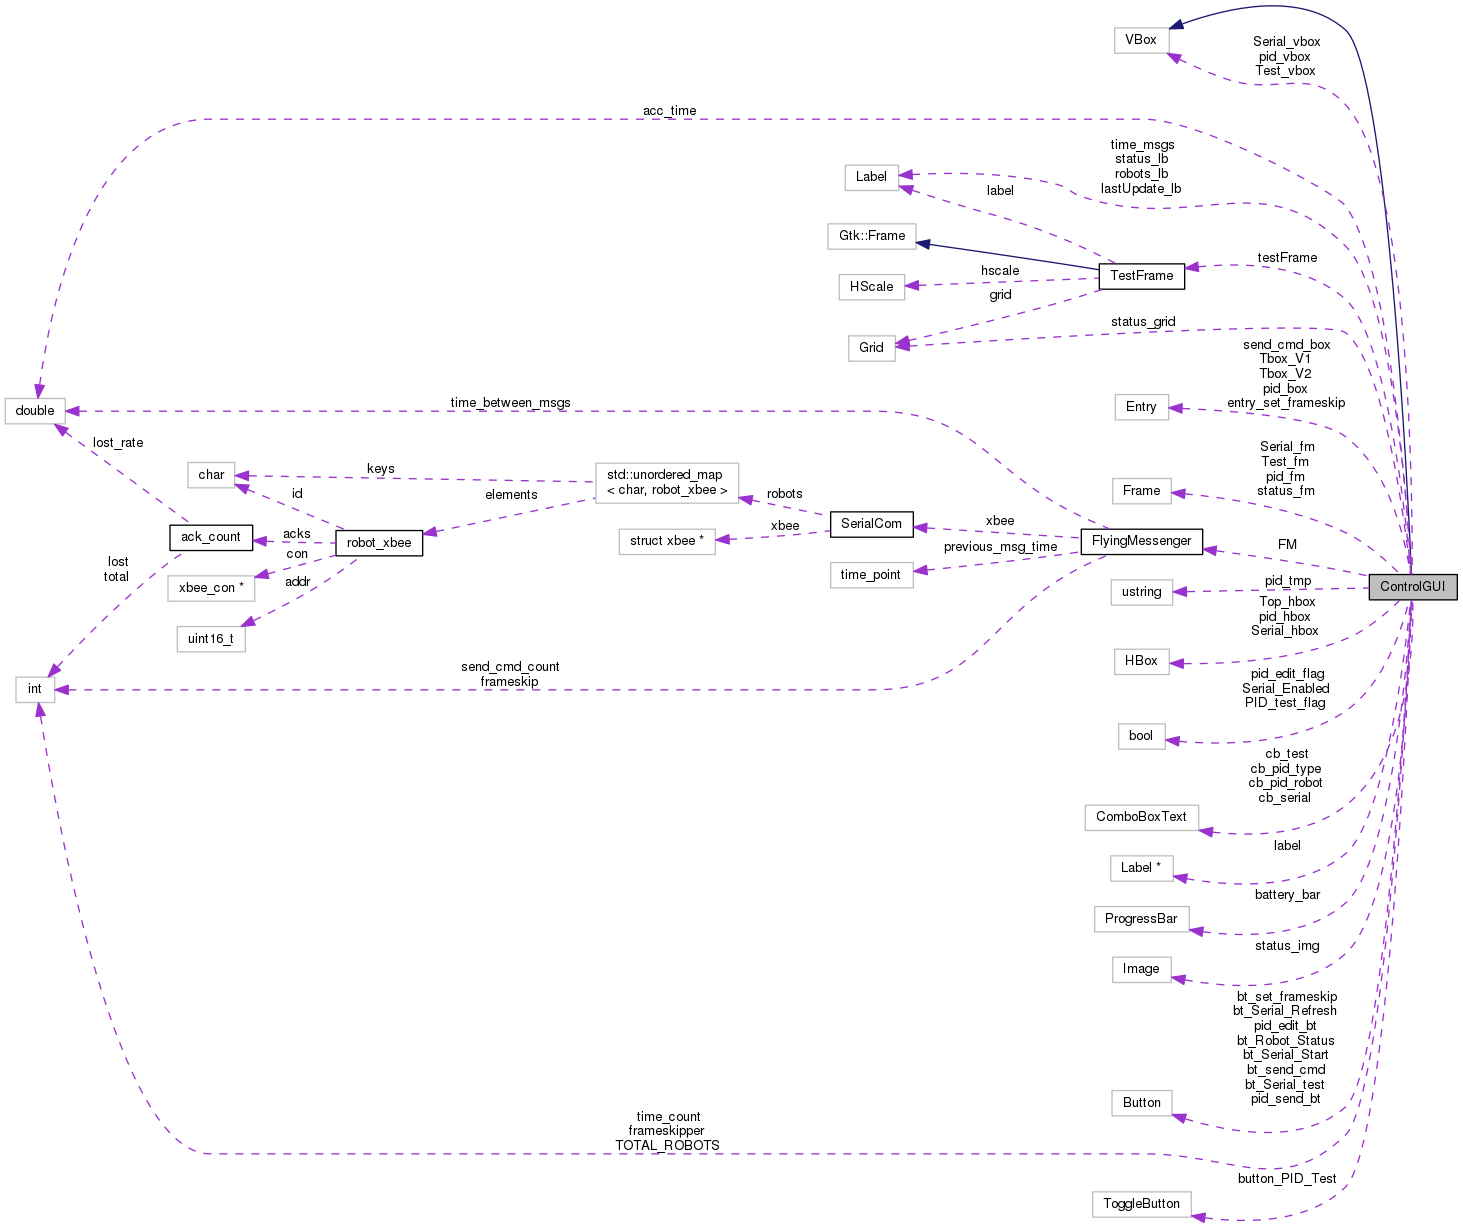 VBox
Serial_vbox
pid_vbox
Test_vbox
acc_time
time_msgs
status_lb
robots_lb
lastUpdate_lb
Label
label
Gtk::Frame
testFrame
TestFrame
hscale
HScale
grid
status_grid
Grid
send_cmd_box
Tbox_V1
Tbox_V2
pid_box
entry_set_frameskip
Entry
time_between_msgs
double
lost_rate
Serial_fm
Test_fm
pid_fm
status_fm
Frame
char
keys
std::unordered_map
< char, robot_xbee >
id
elements
robots
SerialCom
xbee
xbee
struct xbee *
FlyingMessenger
FM
ack_count
acks
robot_xbee
previous_msg_time
time_point
lost
total
con
xbee_con *
addr
uint16_t
pid_tmp
ustring
ControlGUI
Top_hbox
pid_hbox
Serial_hbox
HBox
send_cmd_count
frameskip
int
pid_edit_flag
Serial_Enabled
PID_test_flag
bool
cb_test
cb_pid_type
cb_pid_robot
cb_serial
ComboBoxText
label
Label *
battery_bar
ProgressBar
status_img
Image
bt_set_frameskip
bt_Serial_Refresh
pid_edit_bt
bt_Robot_Status
bt_Serial_Start
bt_send_cmd
bt_Serial_test
pid_send_bt
Button
time_count
frameskipper
TOTAL_ROBOTS
button_PID_Test
ToggleButton